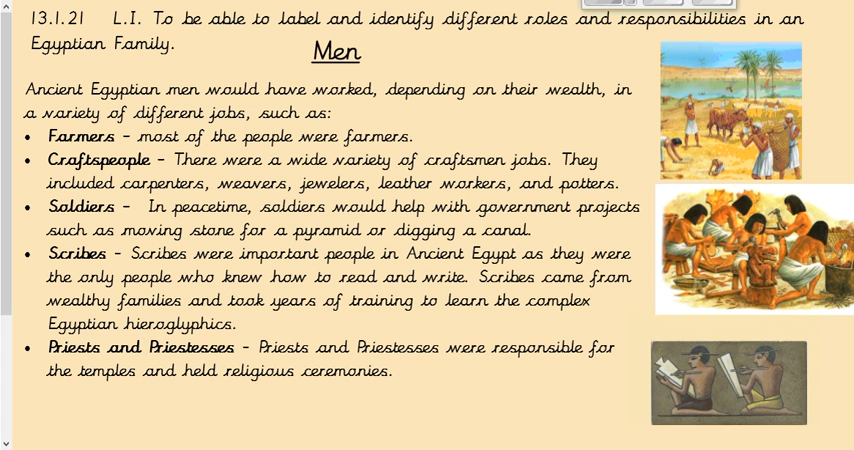 13.1.21 L.I. To be able to label and identify different roles and responsibilities in an
Egyptian Family.
Men
Ancient Egyptian men would have worked, depending on their wealth, in
a variety of different jobs, such as:
• Farmers - most of the people were farmers.
• Craftspeople - There were a wide variety of craftsmen jobs. They
included carpenters, weavers, jewelers, leather workers, and potters.
• Soldiers - In peacetime, soldiers would help with government projects
such as moving stone for a pyramid or digging a canal.
• Scribes - Scribes were important people in Ancient Egypt as they were
the only people who knew how to read and write. Scribes came from
wealthy families and took years of training to learn the complex
Egyptian hieroglyphics.
• Priests and Priestesses - Priests and Priestesses were responsible for
the temples and held religious ceremonies.